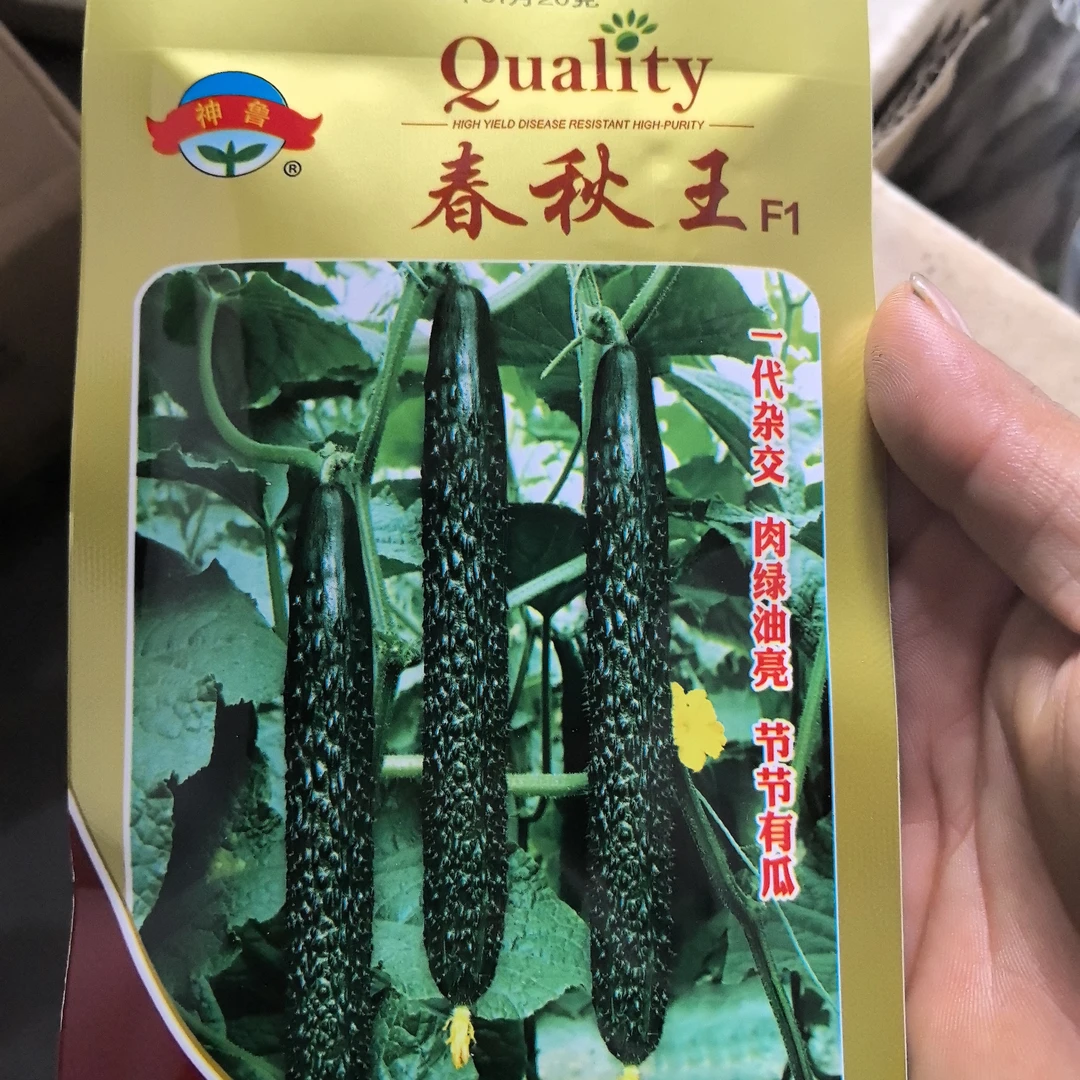 Quality
神鲁
®
HIGH YIELD DISEASE RESISTANT HIGH-PURITY
春秋王F1
一代杂交 肉绿油亮 节节有瓜